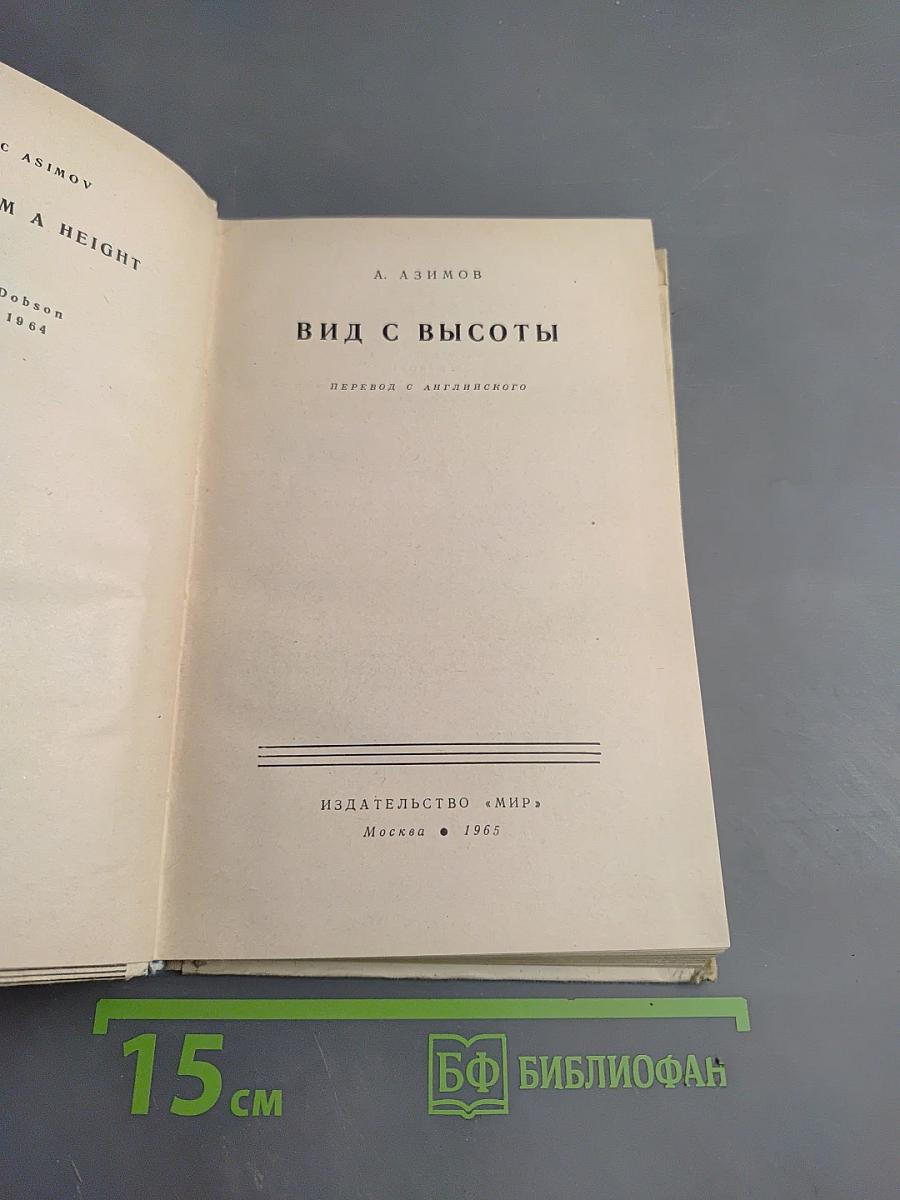 C ASIMOV
M A HEIGHT
Dobson
1964
А. АЗИМОВ
ВИД С ВЫСОТЫ
ПЕРЕВОД С АНГЛИЙСКОГО
ИЗДАТЕЛЬСТВО «МИР»
Москва ● 1965
15 см
БФ БИБЛИОФАН